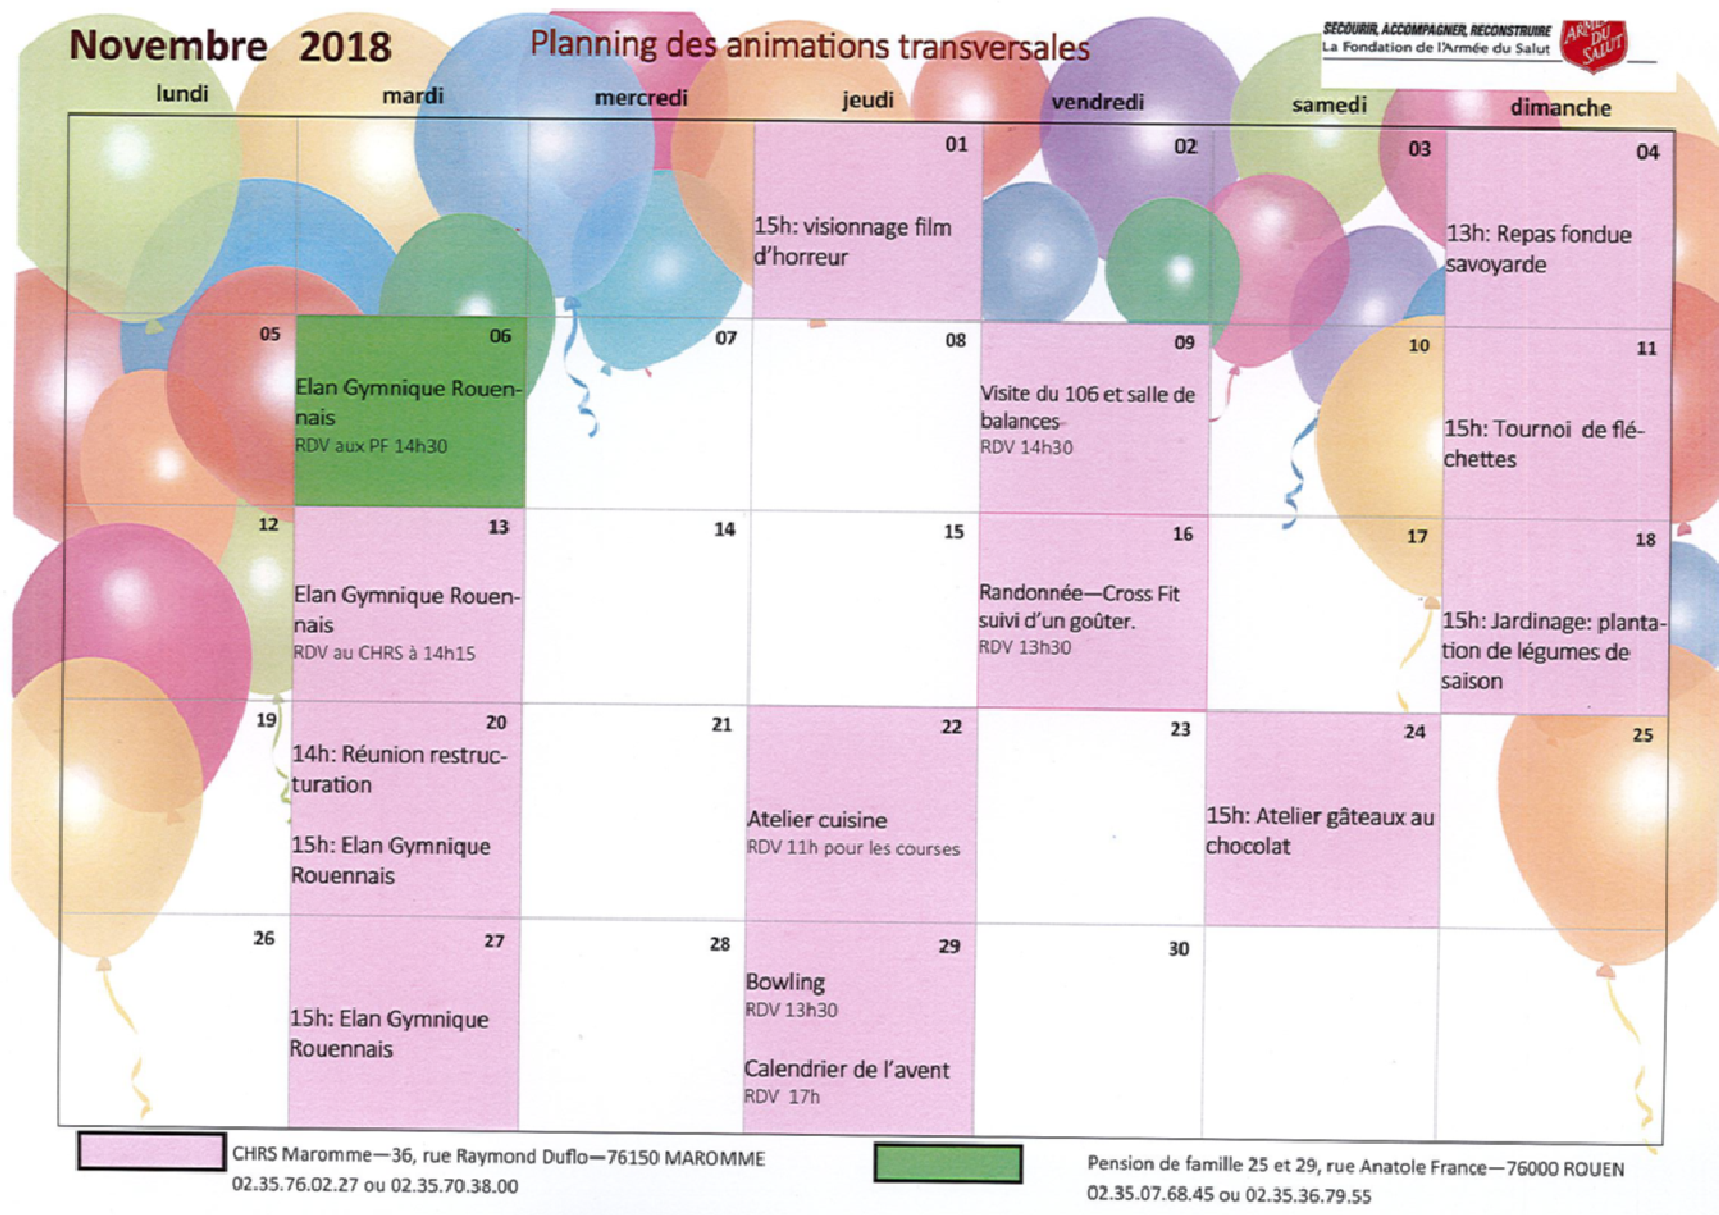 Novembre 2018
Planning des animations transversales
SECOURIR, ACCOMPAGNER, RECONSTRUIRE
La Fondation de l'Armée du Salut
ARMÉE
DU
SALUT
lundi
mardi
mercredi
jeudi
vendredi
samedi
dimanche
01
15h: visionnage film
d'horreur
02
03
04
13h: Repas fondue
savoyarde
05
06
Elan Gymnique Rouen-
nais
RDV aux PF 14h30
07
08
09
Visite du 106 et salle de
balances
RDV 14h30
10
11
15h: Tournoi de flé-
chettes
12
13
Elan Gymnique Rouen-
nais
RDV au CHRS à 14h15
14
15
16
Randonnée—Cross Fit
suivi d'un goûter.
RDV 13h30
17
18
15h: Jardinage: planta-
tion de légumes de
saison
19
20
14h: Réunion restruc-
turation
15h: Elan Gymnique
Rouennais
21
22
Atelier cuisine
RDV 11h pour les courses
23
24
15h: Atelier gâteaux au
chocolat
25
26
27
15h: Elan Gymnique
Rouennais
28
29
Bowling
RDV 13h30
Calendrier de l'avent
RDV 17h
30
CHRS Maromme—36, rue Raymond Duflo—76150 MAROMME
02.35.76.02.27 ou 02.35.70.38.00
Pension de famille 25 et 29, rue Anatole France—76000 ROUEN
02.35.07.68.45 ou 02.35.36.79.55